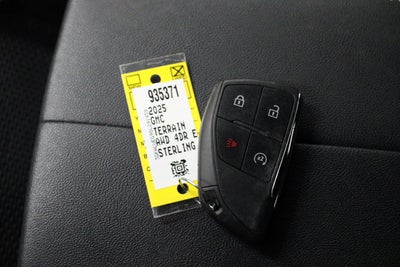 935371
2025
GMC
TERRAIN
AWD 4DR E
STERLING